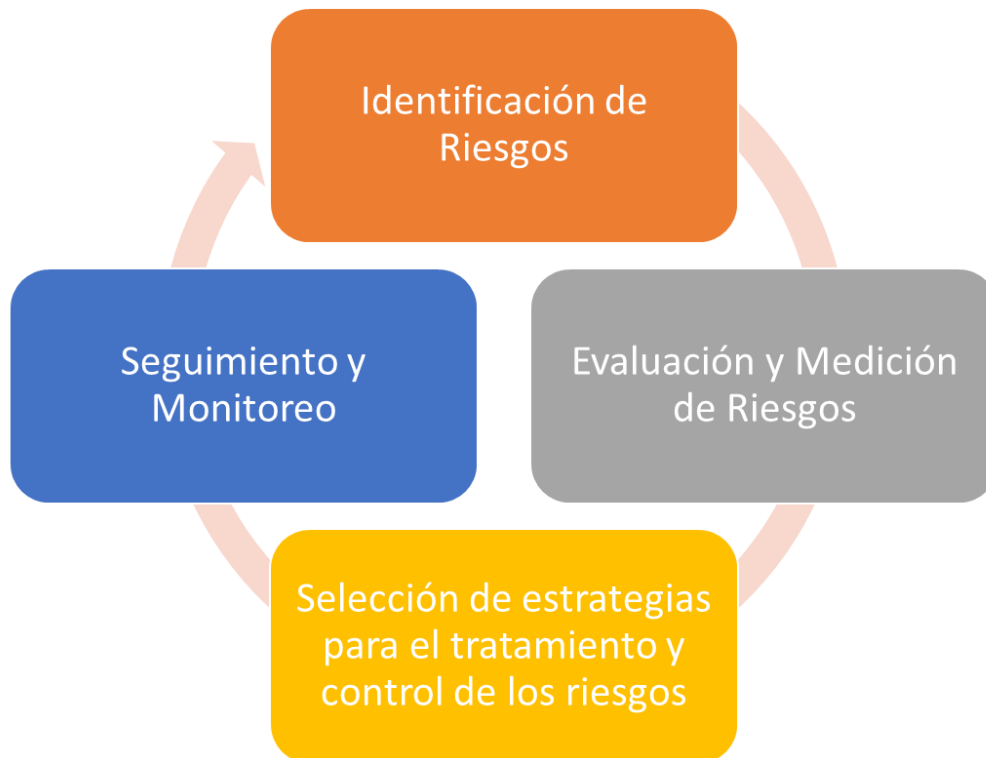 Identificación de
Riesgos
Evaluación y Medición
de Riesgos
Selección de estrategias
para el tratamiento y
control de los riesgos
Seguimiento y
Monitoreo